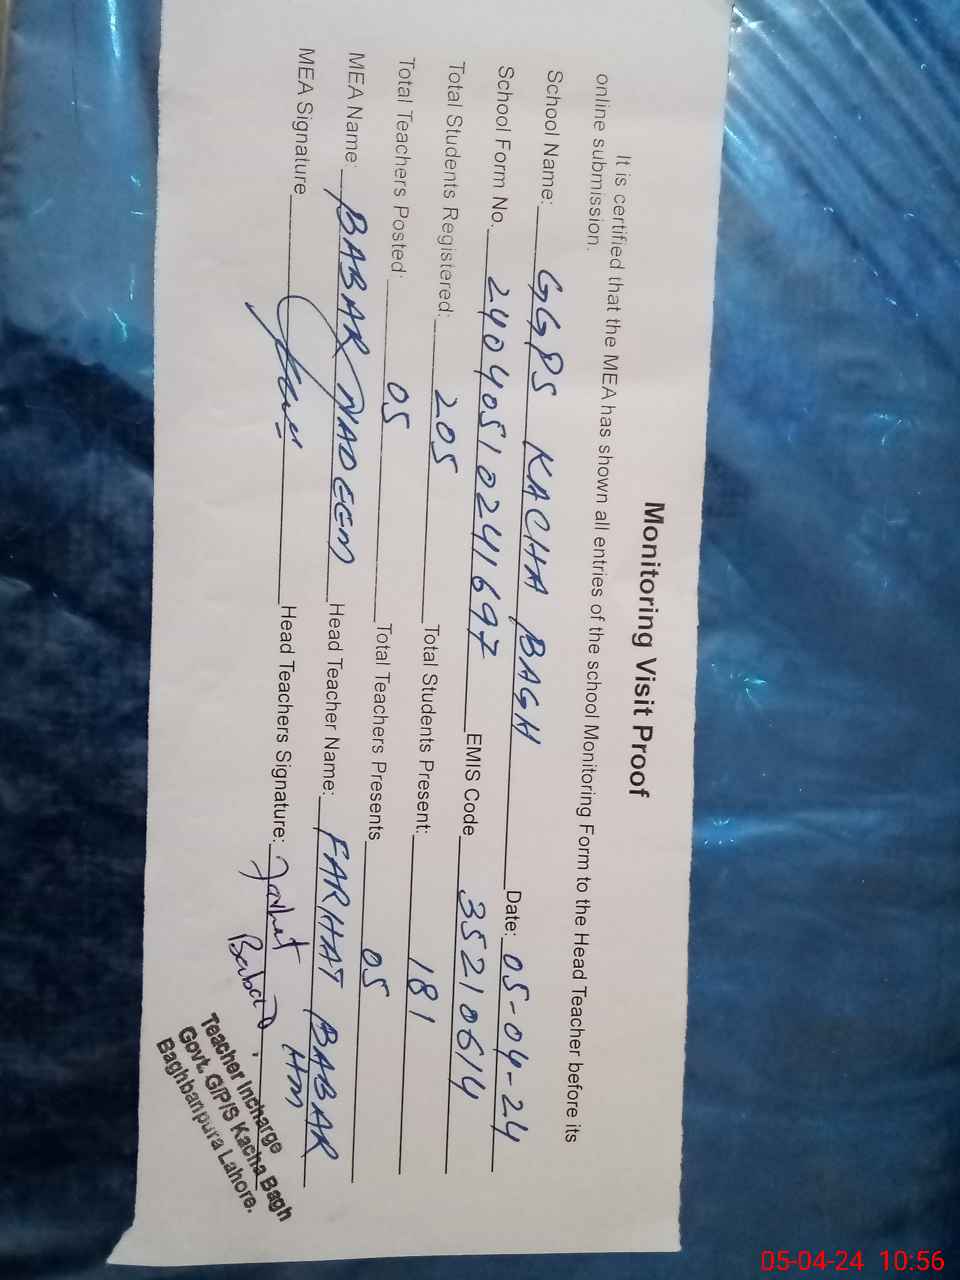 Monitoring Visit Proof
It is certified that the MEA has shown all entries of the school Monitoring Form to the Head Teacher before its
online submission.
School Name: GGPS KACHA BAGH Date: 05-04-24
School Form No. 24040510241697 EMIS Code 35210614
Total Students Registered: 205 Total Students Present: 181
Total Teachers Posted: 05 Total Teachers Presents 05
MEA Name: BABAR NADEEM Head Teacher Name: FARHAT BABAR
MEA Signature Head Teachers Signature: Farhat HM
Babar
Teacher Incharge
Govt. G/P/S Kacha Bagh
Baghbanpura Lahore.
05-04-24 10:56